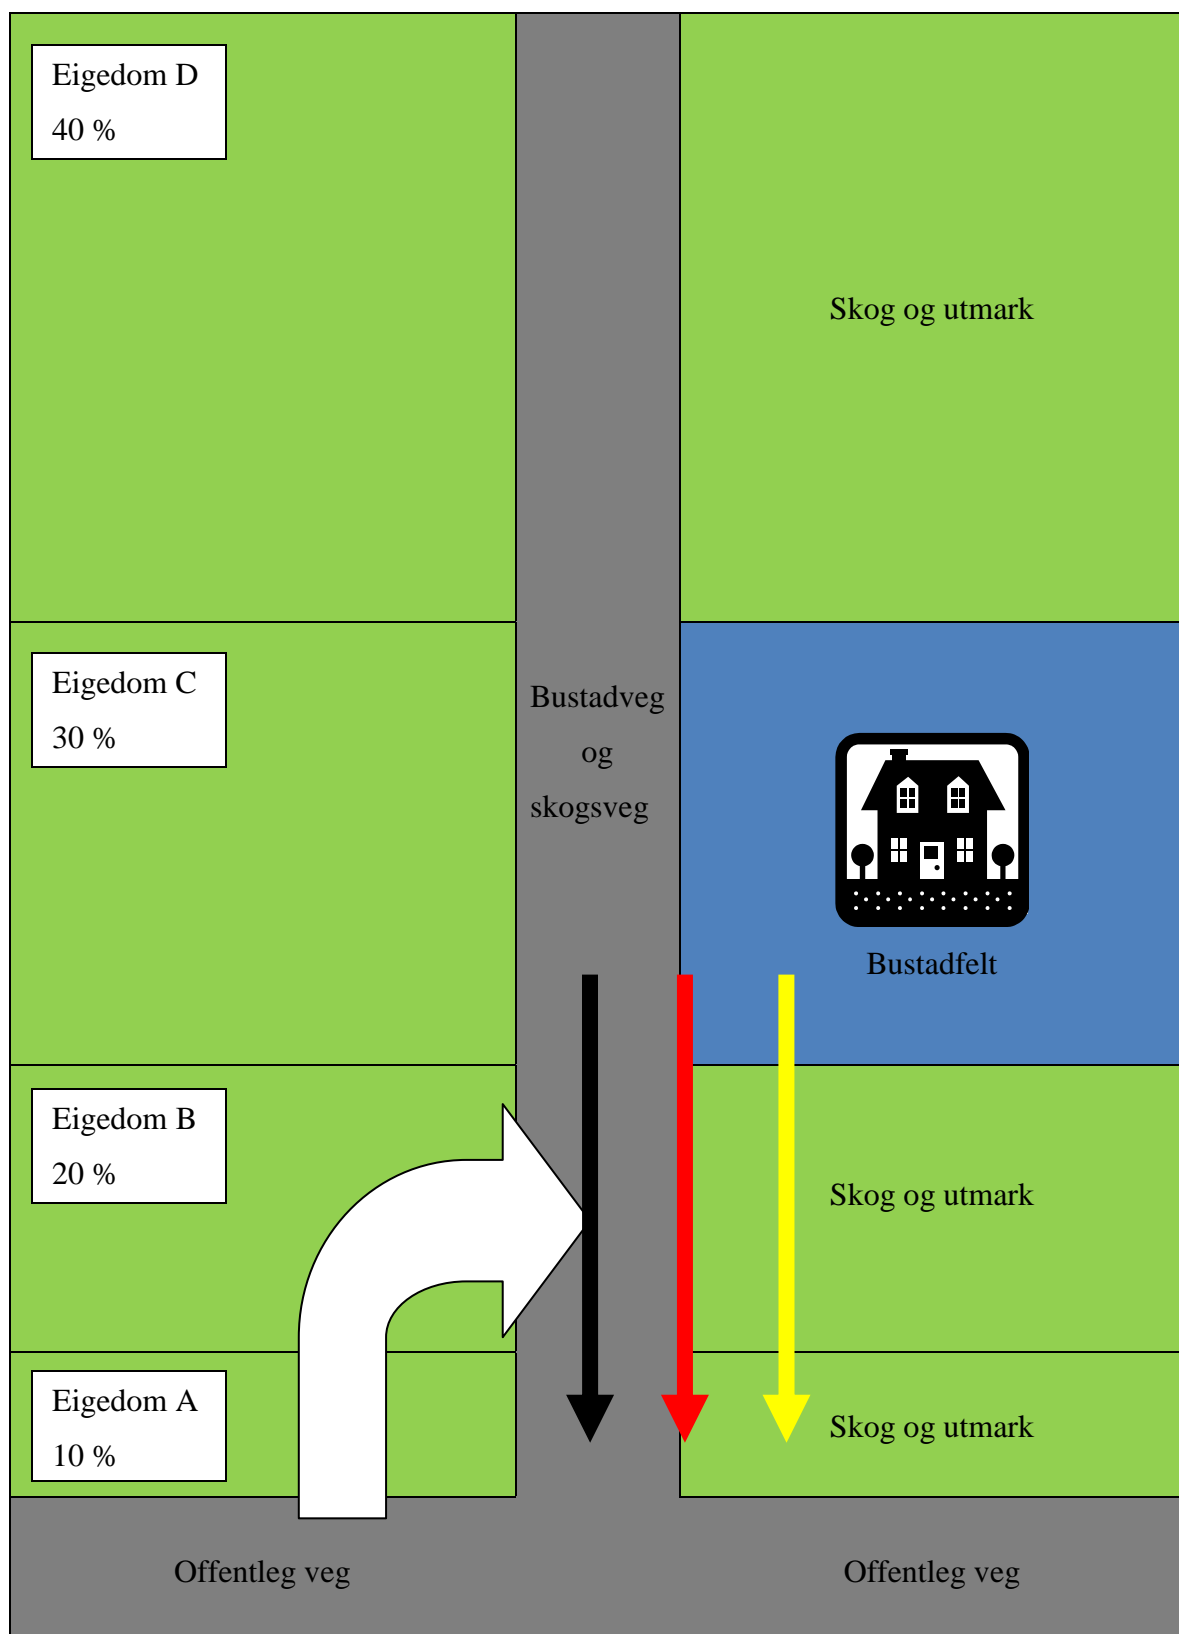 Eigedom D
40 %
Skog og utmark
Eigedom C
30 %
Bustadveg
og
skogsveg
Bustadfelt
Eigedom B
20 %
Skog og utmark
Eigedom A
10 %
Skog og utmark
Offentleg veg
Offentleg veg